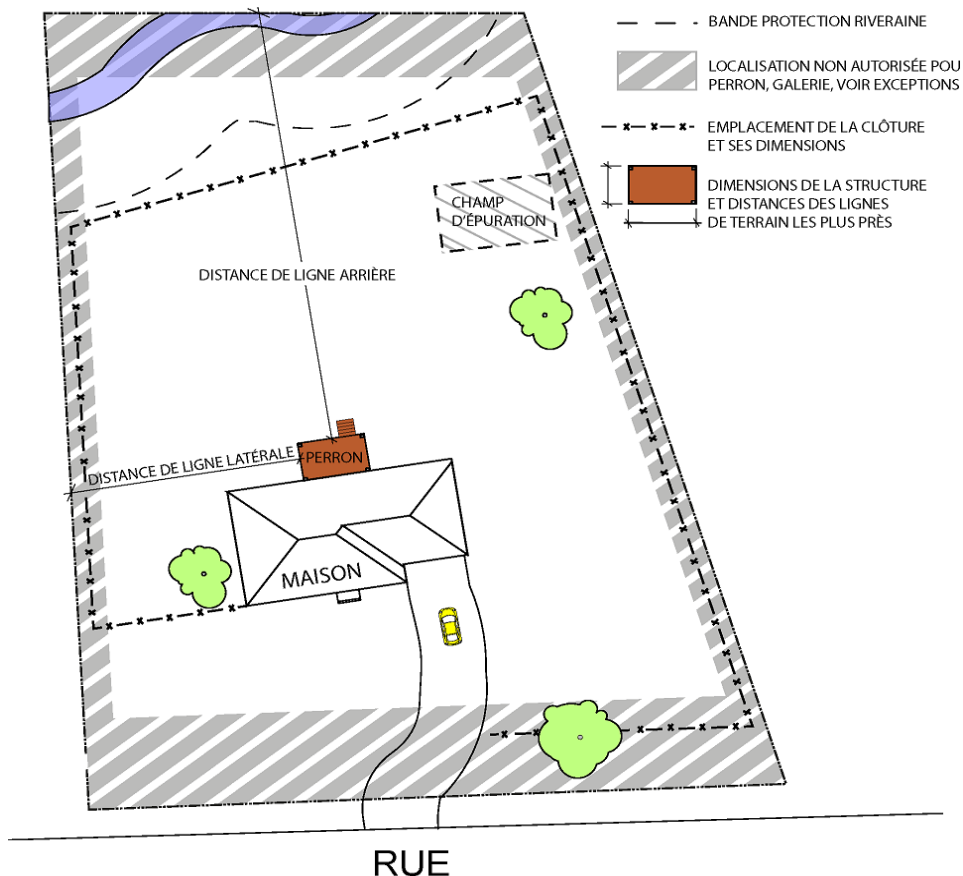 BANDE PROTECTION RIVERAINE
LOCALISATION NON AUTORISÉE POU
PERRON, GALERIE, VOIR EXCEPTIONS
EMPLACEMENT DE LA CLÔTURE
ET SES DIMENSIONS
DIMENSIONS DE LA STRUCTURE
ET DISTANCES DES LIGNES
DE TERRAIN LES PLUS PRÈS
CHAMP
D'ÉPURATION
DISTANCE DE LIGNE ARRIÈRE
DISTANCE DE LIGNE LATÉRALE
PERRON
MAISON
RUE